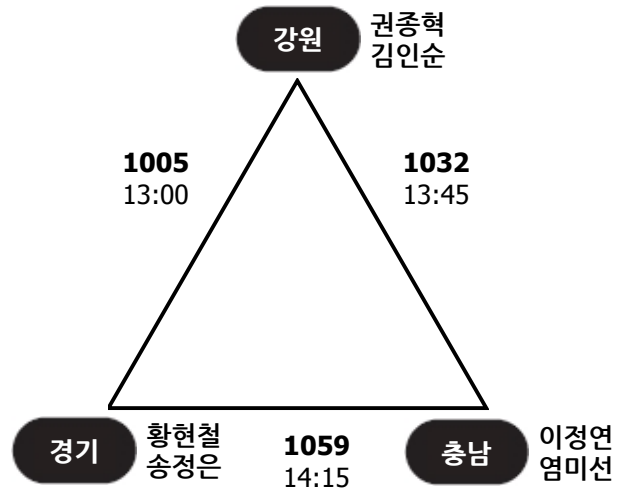 강원
권종혁
김인순
1005
13:00
1032
13:45
경기
황현철
송정은
1059
14:15
충남
이정연
염미선